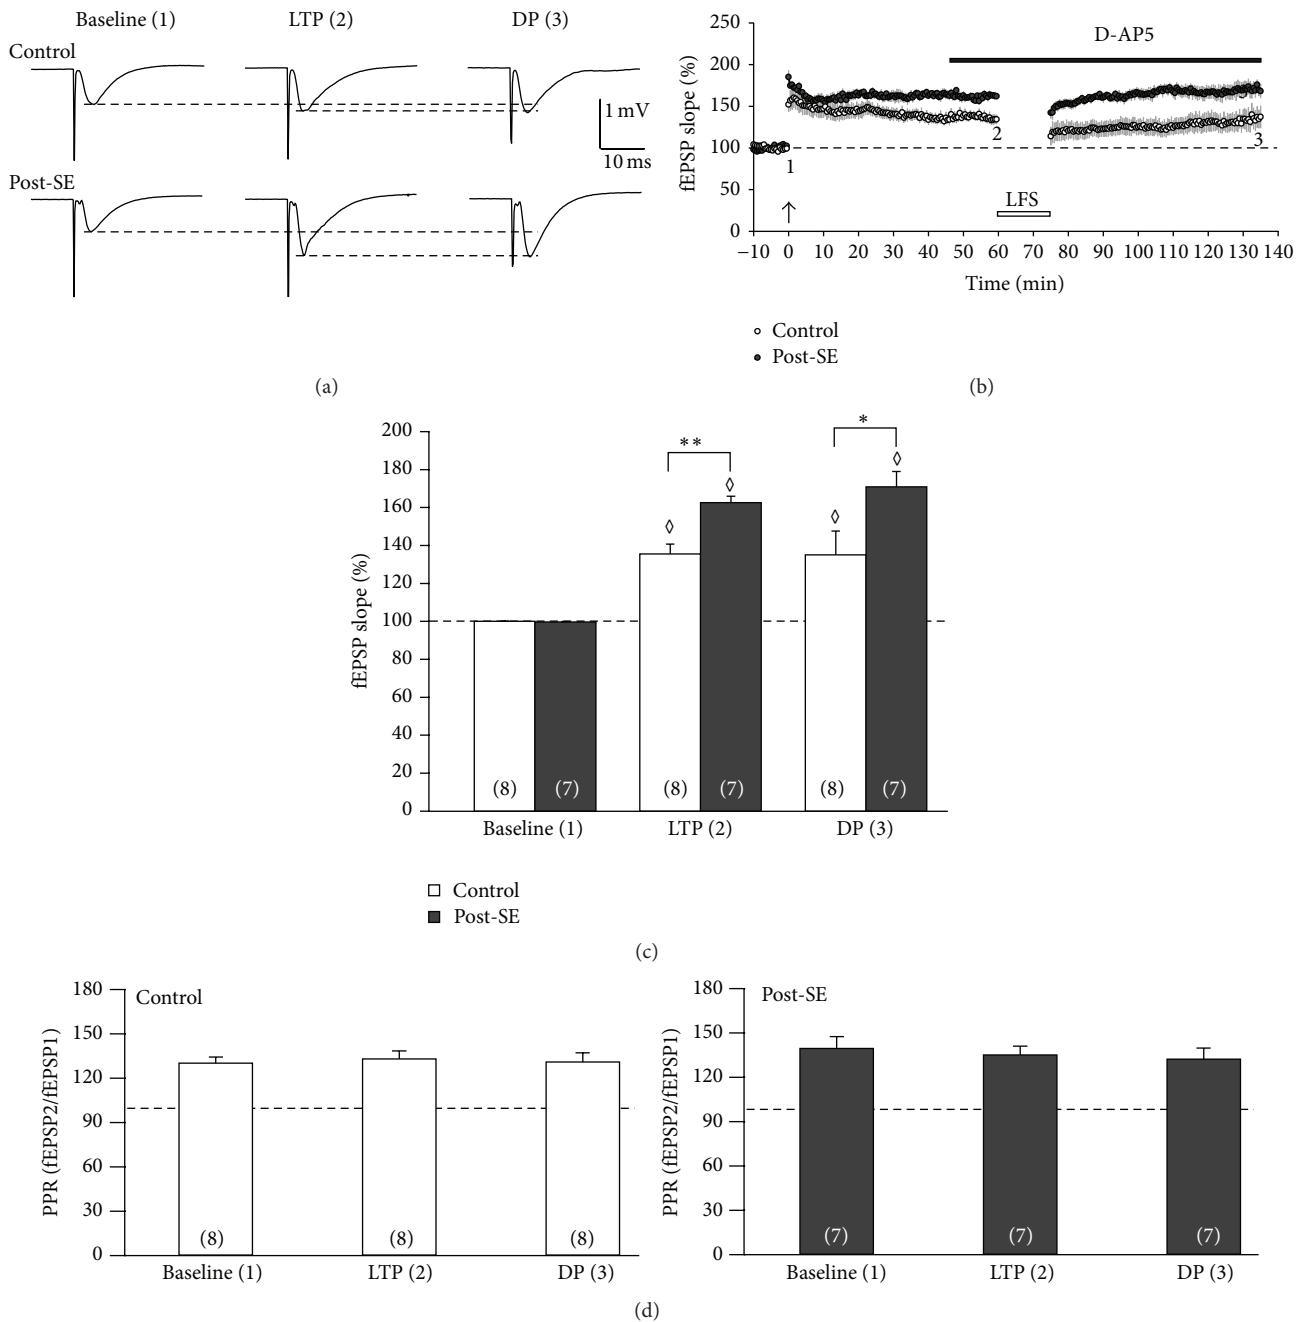 Baseline (1) LTP (2) DP (3)
Control
1 mV
10 ms
Post-SE
(a)
250
200
150
100
50
0
fEPSP slope (%)
D-AP5
1
2
3
LFS
−10 0 10 20 30 40 50 60 70 80 90 100 110 120 130 140
Time (min)
Control
Post-SE
(b)
200
180
160
140
120
100
80
60
40
20
0
fEPSP slope (%)
** *
◊ ◊ ◊ ◊
(8) (7) (8) (7) (8) (7)
Baseline (1) LTP (2) DP (3)
Control
Post-SE
(c)
180
150
120
90
60
30
0
PPR (fEPSP2/fEPSP1)
Control
(8) (8) (8)
Baseline (1) LTP (2) DP (3)
180
150
120
90
60
30
0
PPR (fEPSP2/fEPSP1)
Post-SE
(7) (7) (7)
Baseline (1) LTP (2) DP (3)
(d)